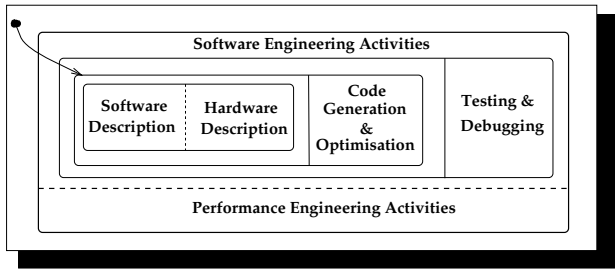 Software Engineering Activities
Software
Description
Hardware
Description
Code
Generation
&
Optimisation
Testing &
Debugging
Performance Engineering Activities